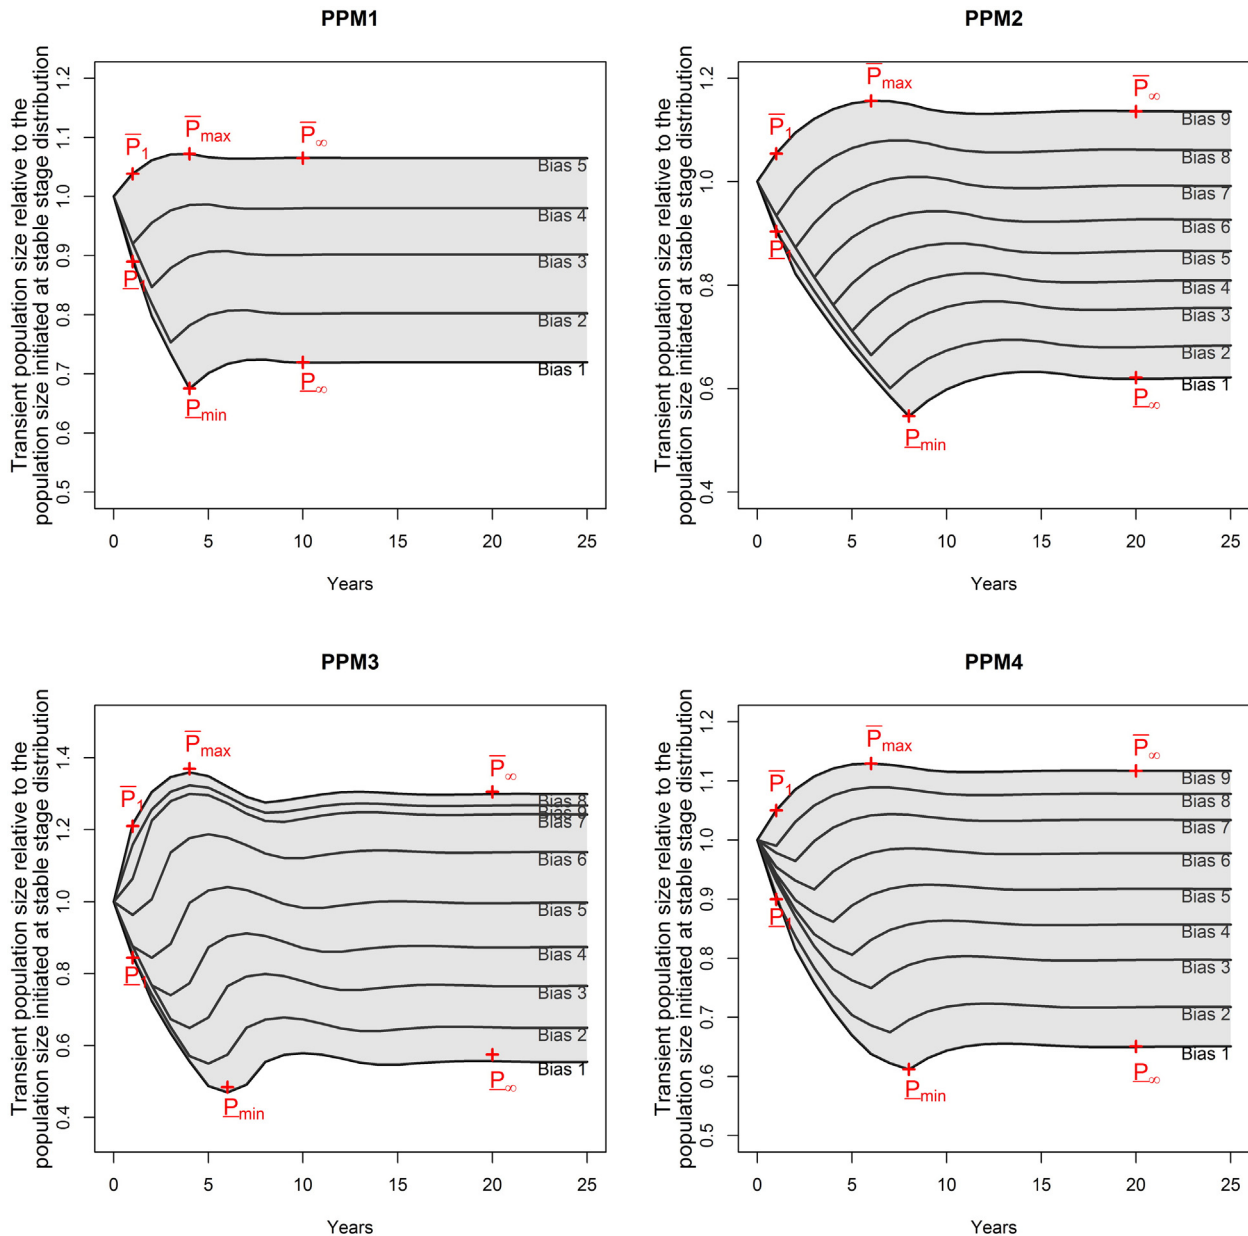 PPM1
Transient population size relative to the
population size initiated at stable stage distribution
1.2
1.1
1.0
0.9
0.8
0.7
0.6
0.5
P̅1
P̅max
P̅∞
P̲1
P̲min
P̲∞
Bias 5
Bias 4
Bias 3
Bias 2
Bias 1
0 5 10 15 20 25
Years
PPM2
Transient population size relative to the
population size initiated at stable stage distribution
1.2
1.0
0.8
0.6
0.4
P̅1
P̅max
P̅∞
P̲1
P̲min
P̲∞
Bias 9
Bias 8
Bias 7
Bias 6
Bias 5
Bias 4
Bias 3
Bias 2
Bias 1
0 5 10 15 20 25
Years
PPM3
Transient population size relative to the
population size initiated at stable stage distribution
1.4
1.2
1.0
0.8
0.6
0.4
P̅1
P̅max
P̅∞
P̲1
P̲min
P̲∞
Bias 8
Bias 9
Bias 7
Bias 6
Bias 5
Bias 4
Bias 3
Bias 2
Bias 1
0 5 10 15 20 25
Years
PPM4
Transient population size relative to the
population size initiated at stable stage distribution
1.2
1.1
1.0
0.9
0.8
0.7
0.6
0.5
P̅1
P̅max
P̅∞
P̲1
P̲min
P̲∞
Bias 9
Bias 8
Bias 7
Bias 6
Bias 5
Bias 4
Bias 3
Bias 2
Bias 1
0 5 10 15 20 25
Years